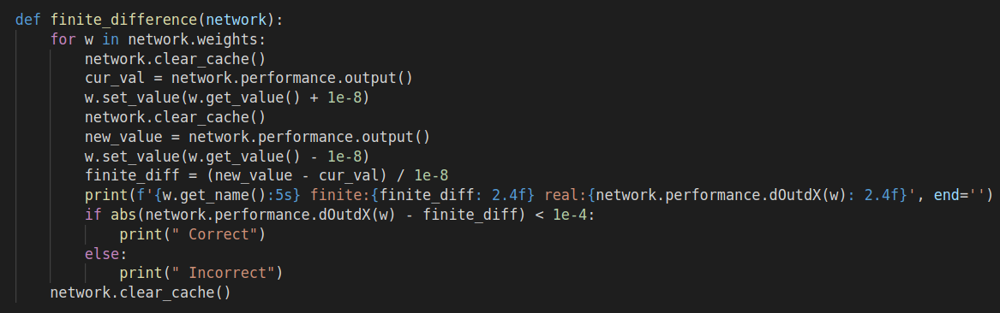 def finite_difference(network):
    for w in network.weights:
        network.clear_cache()
        cur_val = network.performance.output()
        w.set_value(w.get_value() + 1e-8)
        network.clear_cache()
        new_value = network.performance.output()
        w.set_value(w.get_value() - 1e-8)
        finite_diff = (new_value - cur_val) / 1e-8
        print(f'{w.get_name():5s} finite:{finite_diff: 2.4f} real:{network.performance.dOutdX(w): 2.4f}', end='')
        if abs(network.performance.dOutdX(w) - finite_diff) < 1e-4:
            print(" Correct")
        else:
            print(" Incorrect")
    network.clear_cache()